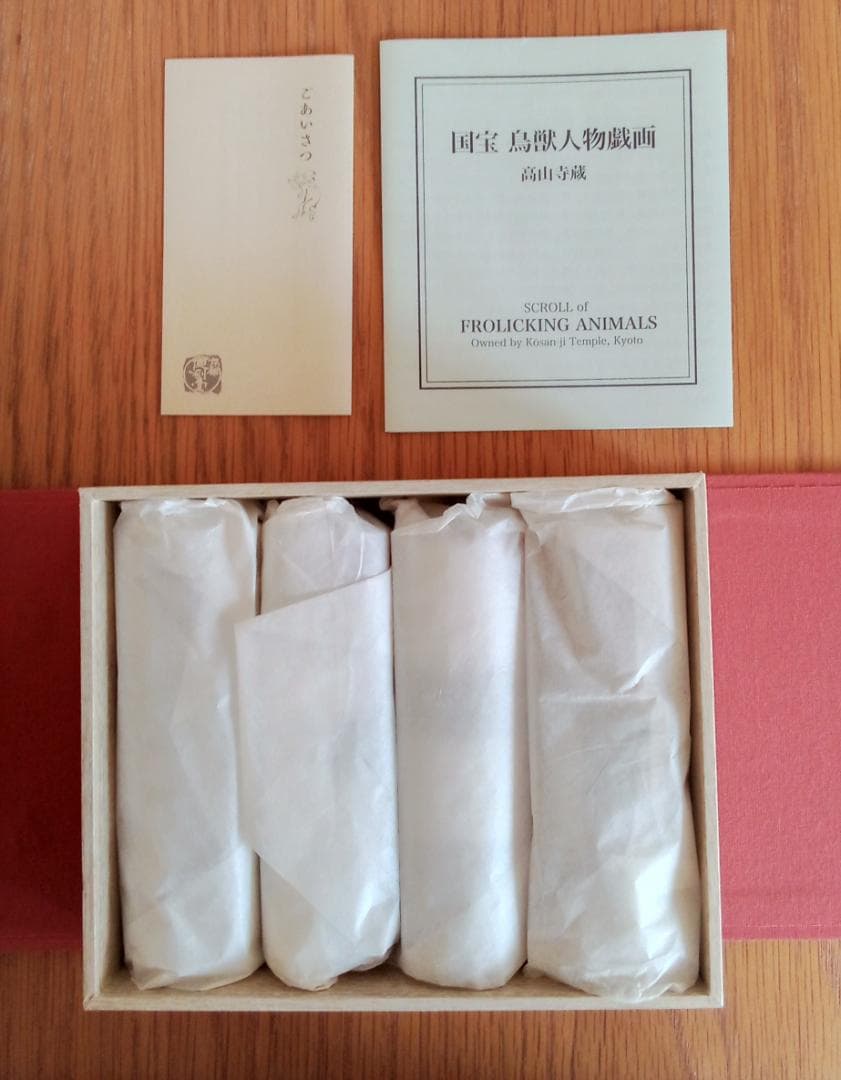 ごあいさつ
国宝 鳥獣人物戯画
高山寺蔵
SCROLL of
FROLICKING ANIMALS
Owned by Kōsan-ji Temple, Kyoto